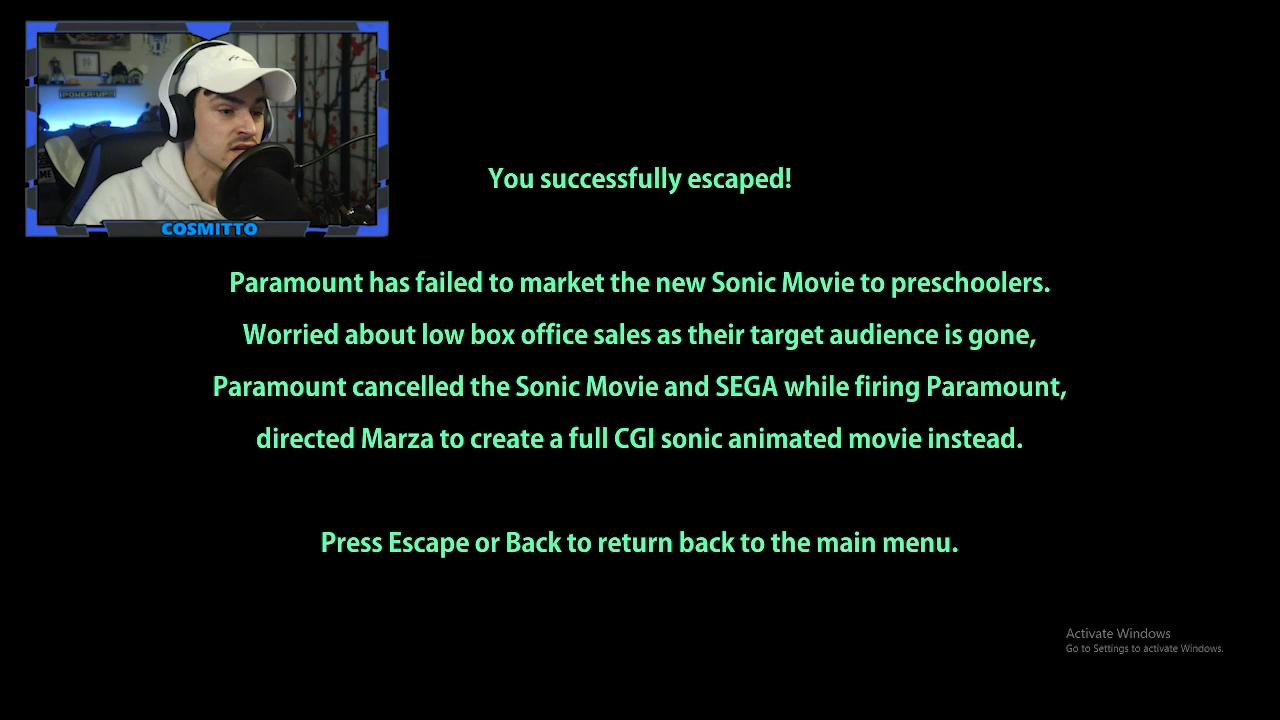 POWER-UP!
COSMITTO
You successfully escaped!
Paramount has failed to market the new Sonic Movie to preschoolers.
Worried about low box office sales as their target audience is gone,
Paramount cancelled the Sonic Movie and SEGA while firing Paramount,
directed Marza to create a full CGI sonic animated movie instead.
Press Escape or Back to return back to the main menu.
Activate Windows
Go to Settings to activate Windows.